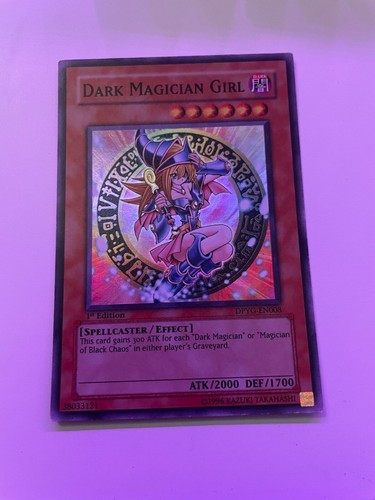 DARK MAGICIAN GIRL
闇
1st Edition
DPYG-EN008
[SPELLCASTER / EFFECT]
This card gains 300 ATK for each "Dark Magician" or "Magician
of Black Chaos" in either player's Graveyard.
ATK/2000 DEF/1700
38033121
©1996 KAZUKI TAKAHASHI